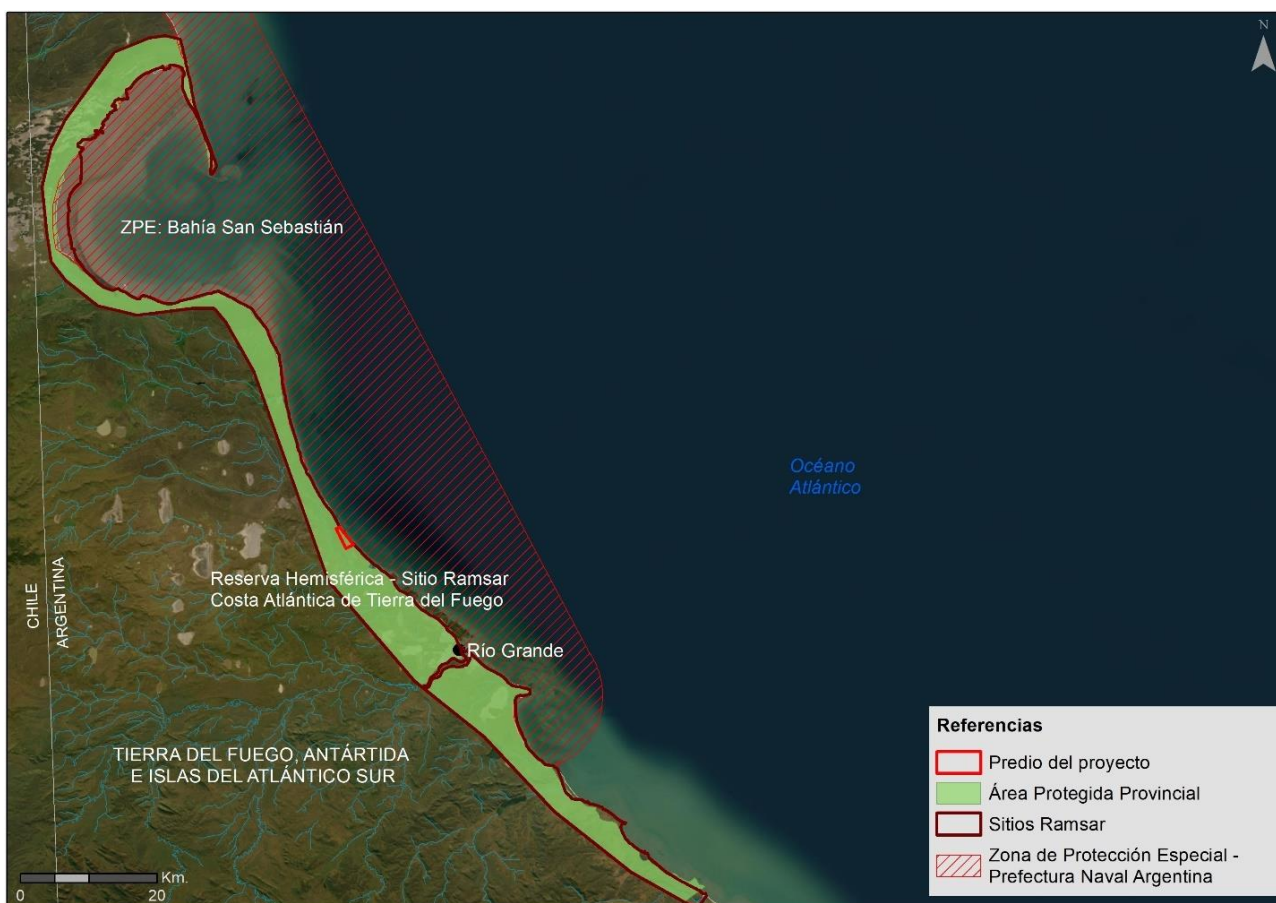 N
ZPE: Bahía San Sebastián
Océano
Atlántico
CHILE
ARGENTINA
Reserva Hemisférica - Sitio Ramsar
Costa Atlántica de Tierra del Fuego
Río Grande
TIERRA DEL FUEGO, ANTÁRTIDA
E ISLAS DEL ATLÁNTICO SUR
Km.
0 20
Referencias
Predio del proyecto
Área Protegida Provincial
Sitios Ramsar
Zona de Protección Especial -
Prefectura Naval Argentina